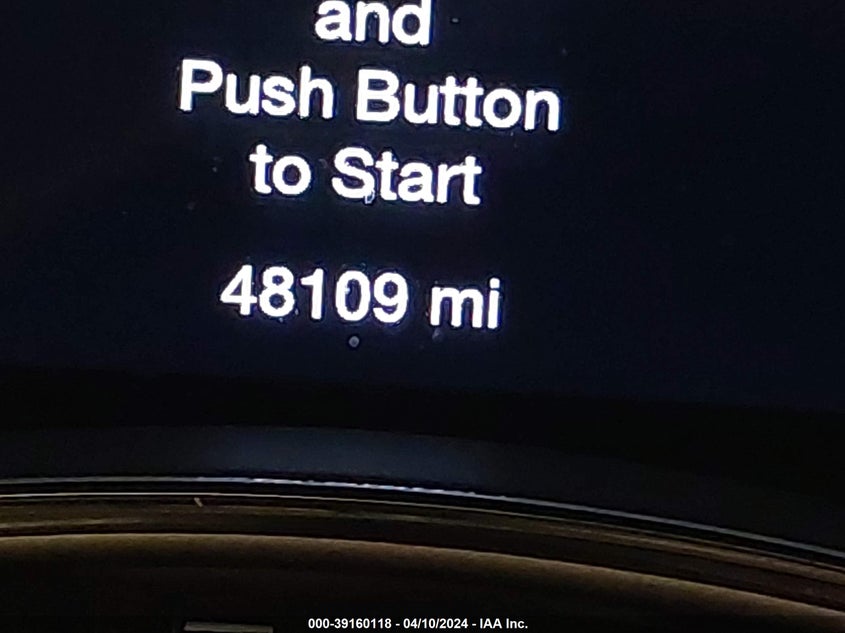 and
Push Button
to Start
48109 mi
000-39160118 - 04/10/2024 - IAA Inc.